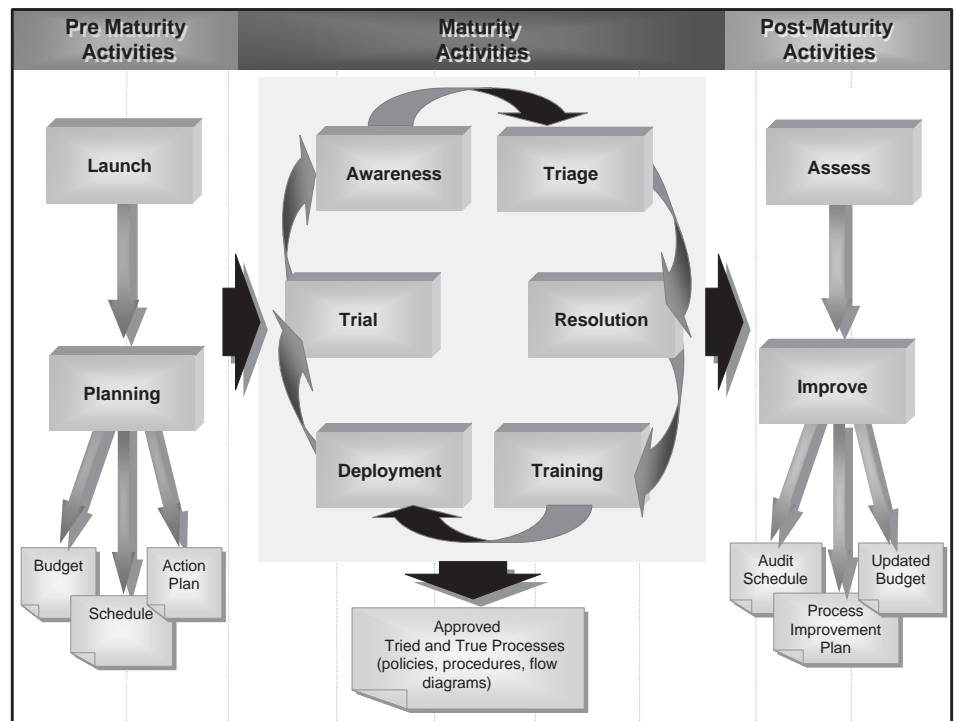 Pre Maturity
Activities
Maturity
Activities
Post-Maturity
Activities
Launch
Planning
Budget
Action
Plan
Schedule
Awareness
Triage
Trial
Resolution
Deployment
Training
Approved
Tried and True Processes
(policies, procedures, flow
diagrams)
Assess
Improve
Audit
Schedule
Updated
Budget
Process
Improvement
Plan